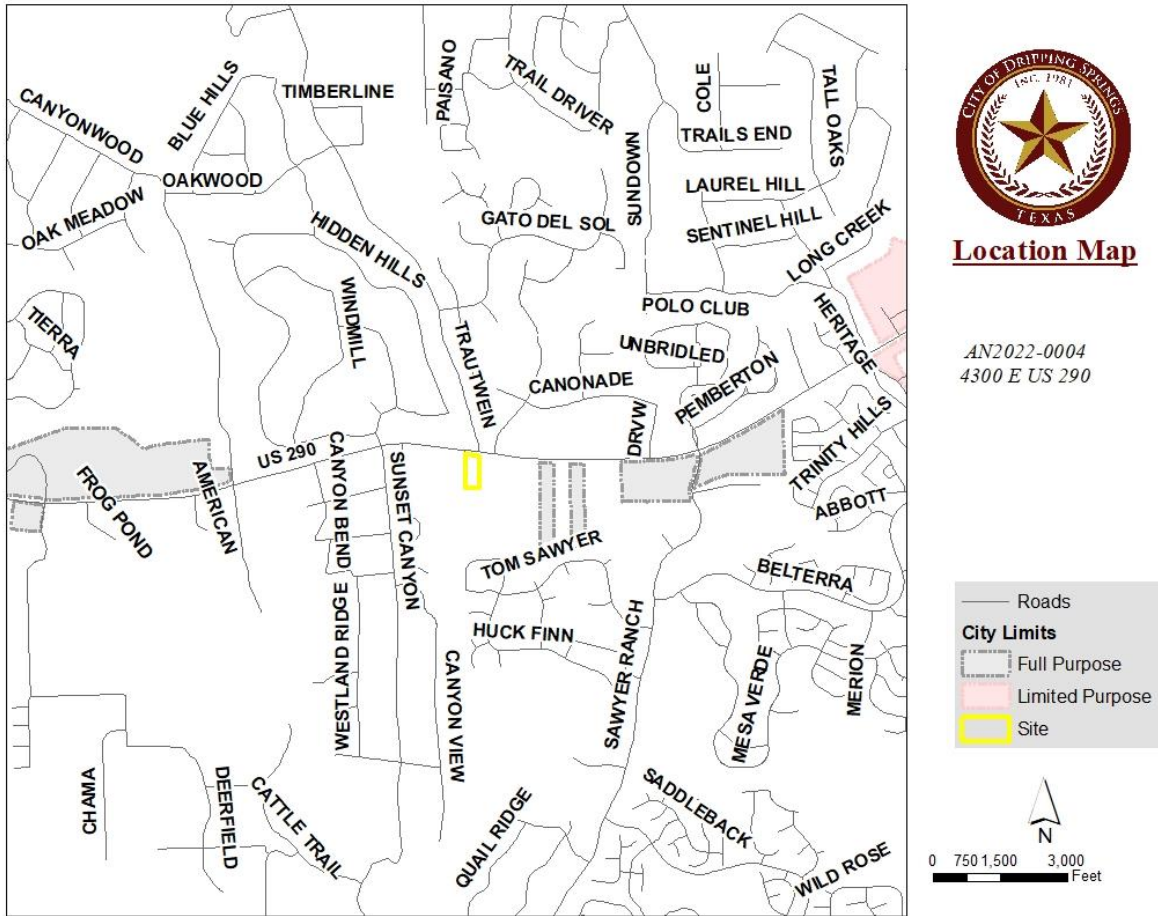 CANYONWOOD
BLUE HILLS
TIMBERLINE
PAISANO
TRAIL DRIVER
COLE
TALL OAKS
TRAILS END
SUNDOWN
OAKWOOD
OAK MEADOW
LAUREL HILL
GATO DEL SOL
SENTINEL HILL
HIDDEN HILLS
LONG CREEK
TIERRA
WINDMILL
POLO CLUB
HERITAGE
TRAUTWEIN
UNBRIDLED
CANONADE
PEMBERTON
DRVW
TRINITY HILLS
US 290
FROG POND
AMERICAN
CANYON BEND
SUNSET CANYON
ABBOTT
TOM SAWYER
BELTERRA
WESTLAND RIDGE
HUCK FINN
CANYON VIEW
SAWYER RANCH
MESA VERDE
MERION
CHAMA
DEERFIELD
CATTLE TRAIL
QUAIL RIDGE
SADDLEBACK
WILD ROSE
CITY OF DRIPPING SPRINGS
INC. 1981
TEXAS
Location Map
AN2022-0004
4300 E US 290
Roads
City Limits
Full Purpose
Limited Purpose
Site
N
0 750 1,500 3,000
Feet